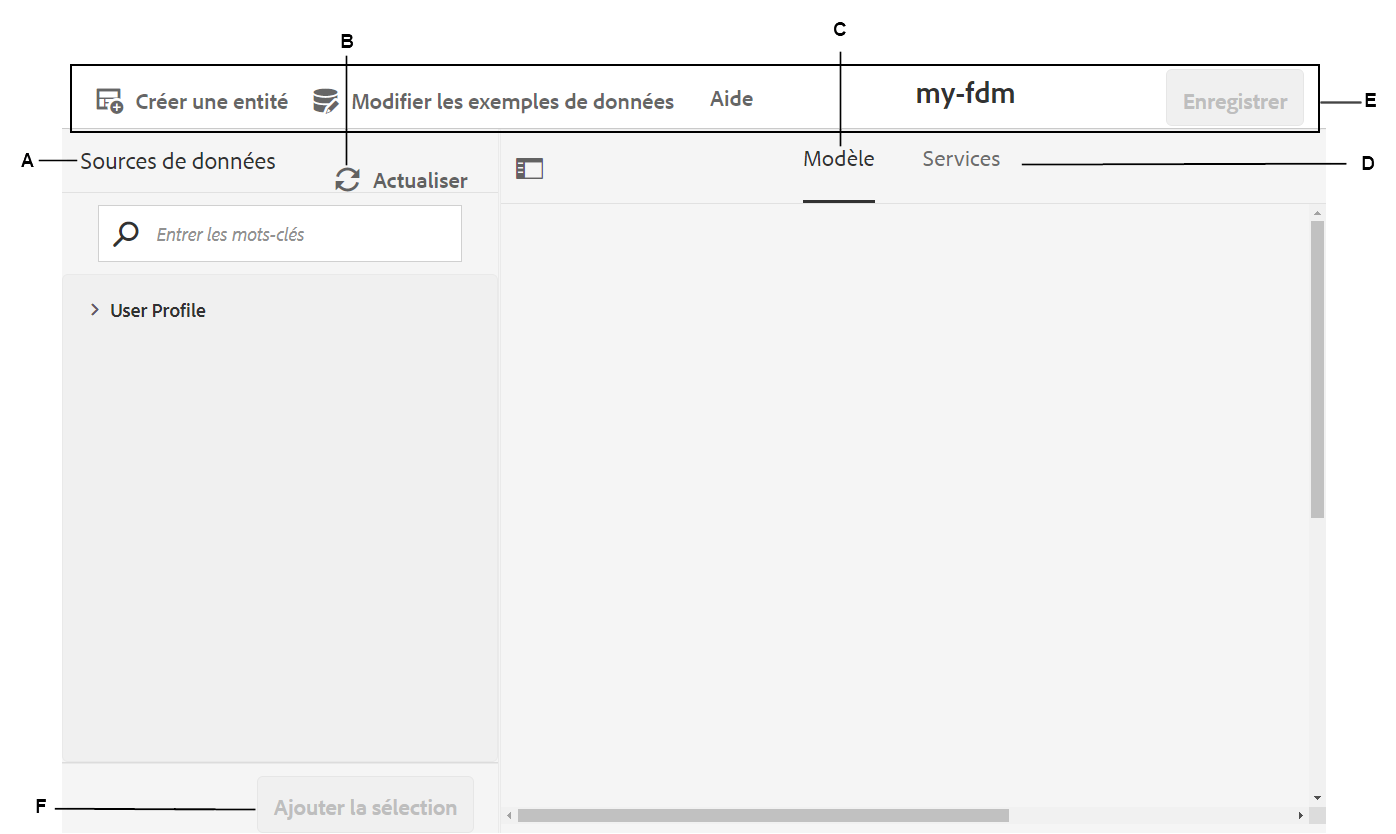 C
B
Créer une entité Modifier les exemples de données Aide my-fdm Enregistrer E
A Sources de données Actualiser Modèle Services D
Entrer les mots-clés
User Profile
F Ajouter la sélection